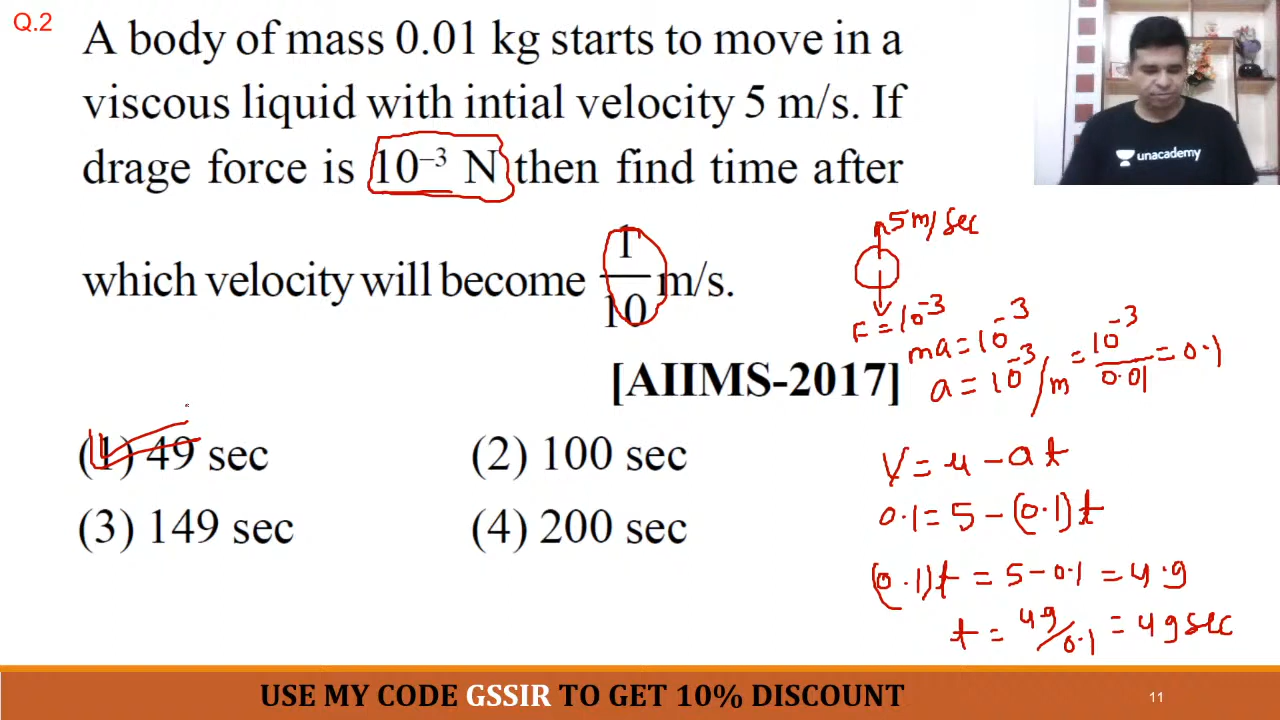 Q.2
A body of mass 0.01 kg starts to move in a
viscous liquid with intial velocity 5 m/s. If
drage force is 10⁻³ N then find time after
which velocity will become 1/10 m/s.
[AIIMS-2017]
(1) 49 sec (2) 100 sec
(3) 149 sec (4) 200 sec
unacademy
5 m/sec
F = 10⁻³
ma = 10⁻³
a = 10⁻³/m = 10⁻³/0.01 = 0.1
V = u - at
0.1 = 5 - (0.1)t
(0.1)t = 5 - 0.1 = 4.9
t = 49/0.1 = 49 sec
USE MY CODE GSSIR TO GET 10% DISCOUNT
11